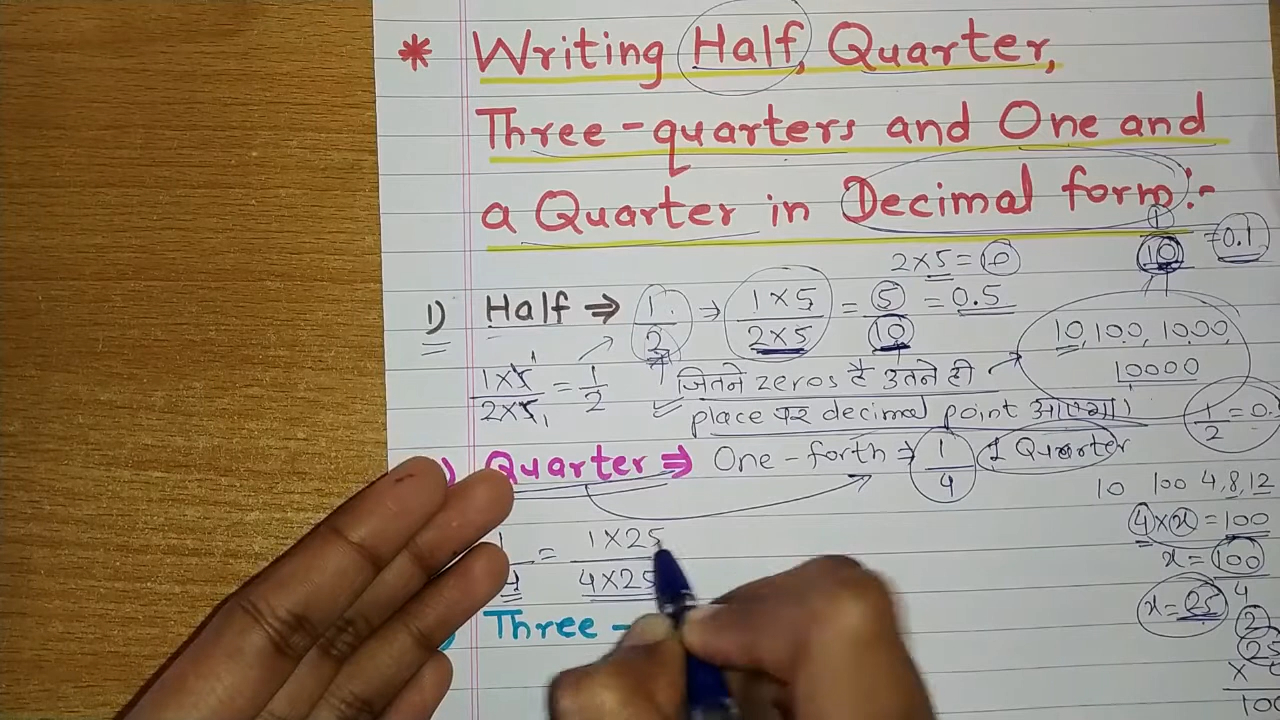 * Writing Half, Quarter,
Three-quarters and One and
a Quarter in Decimal form:-
1/10 = 0.1
2×5=10
1) Half ⇒ 1/2 → 1×5/2×5 = 5/10 = 0.5
10, 100, 1000,
10000
1×5/2×5 = 1/2
जितने zeros है उतने ही
place पर decimal point आएगा।
1/2 = 0.
Quarter ⇒ One-forth ⇒ 1/4 Quarter
10 100 4,8,12
4×x=100
1/4 = 1×25/4×25
x=100/4
x=25
Three-